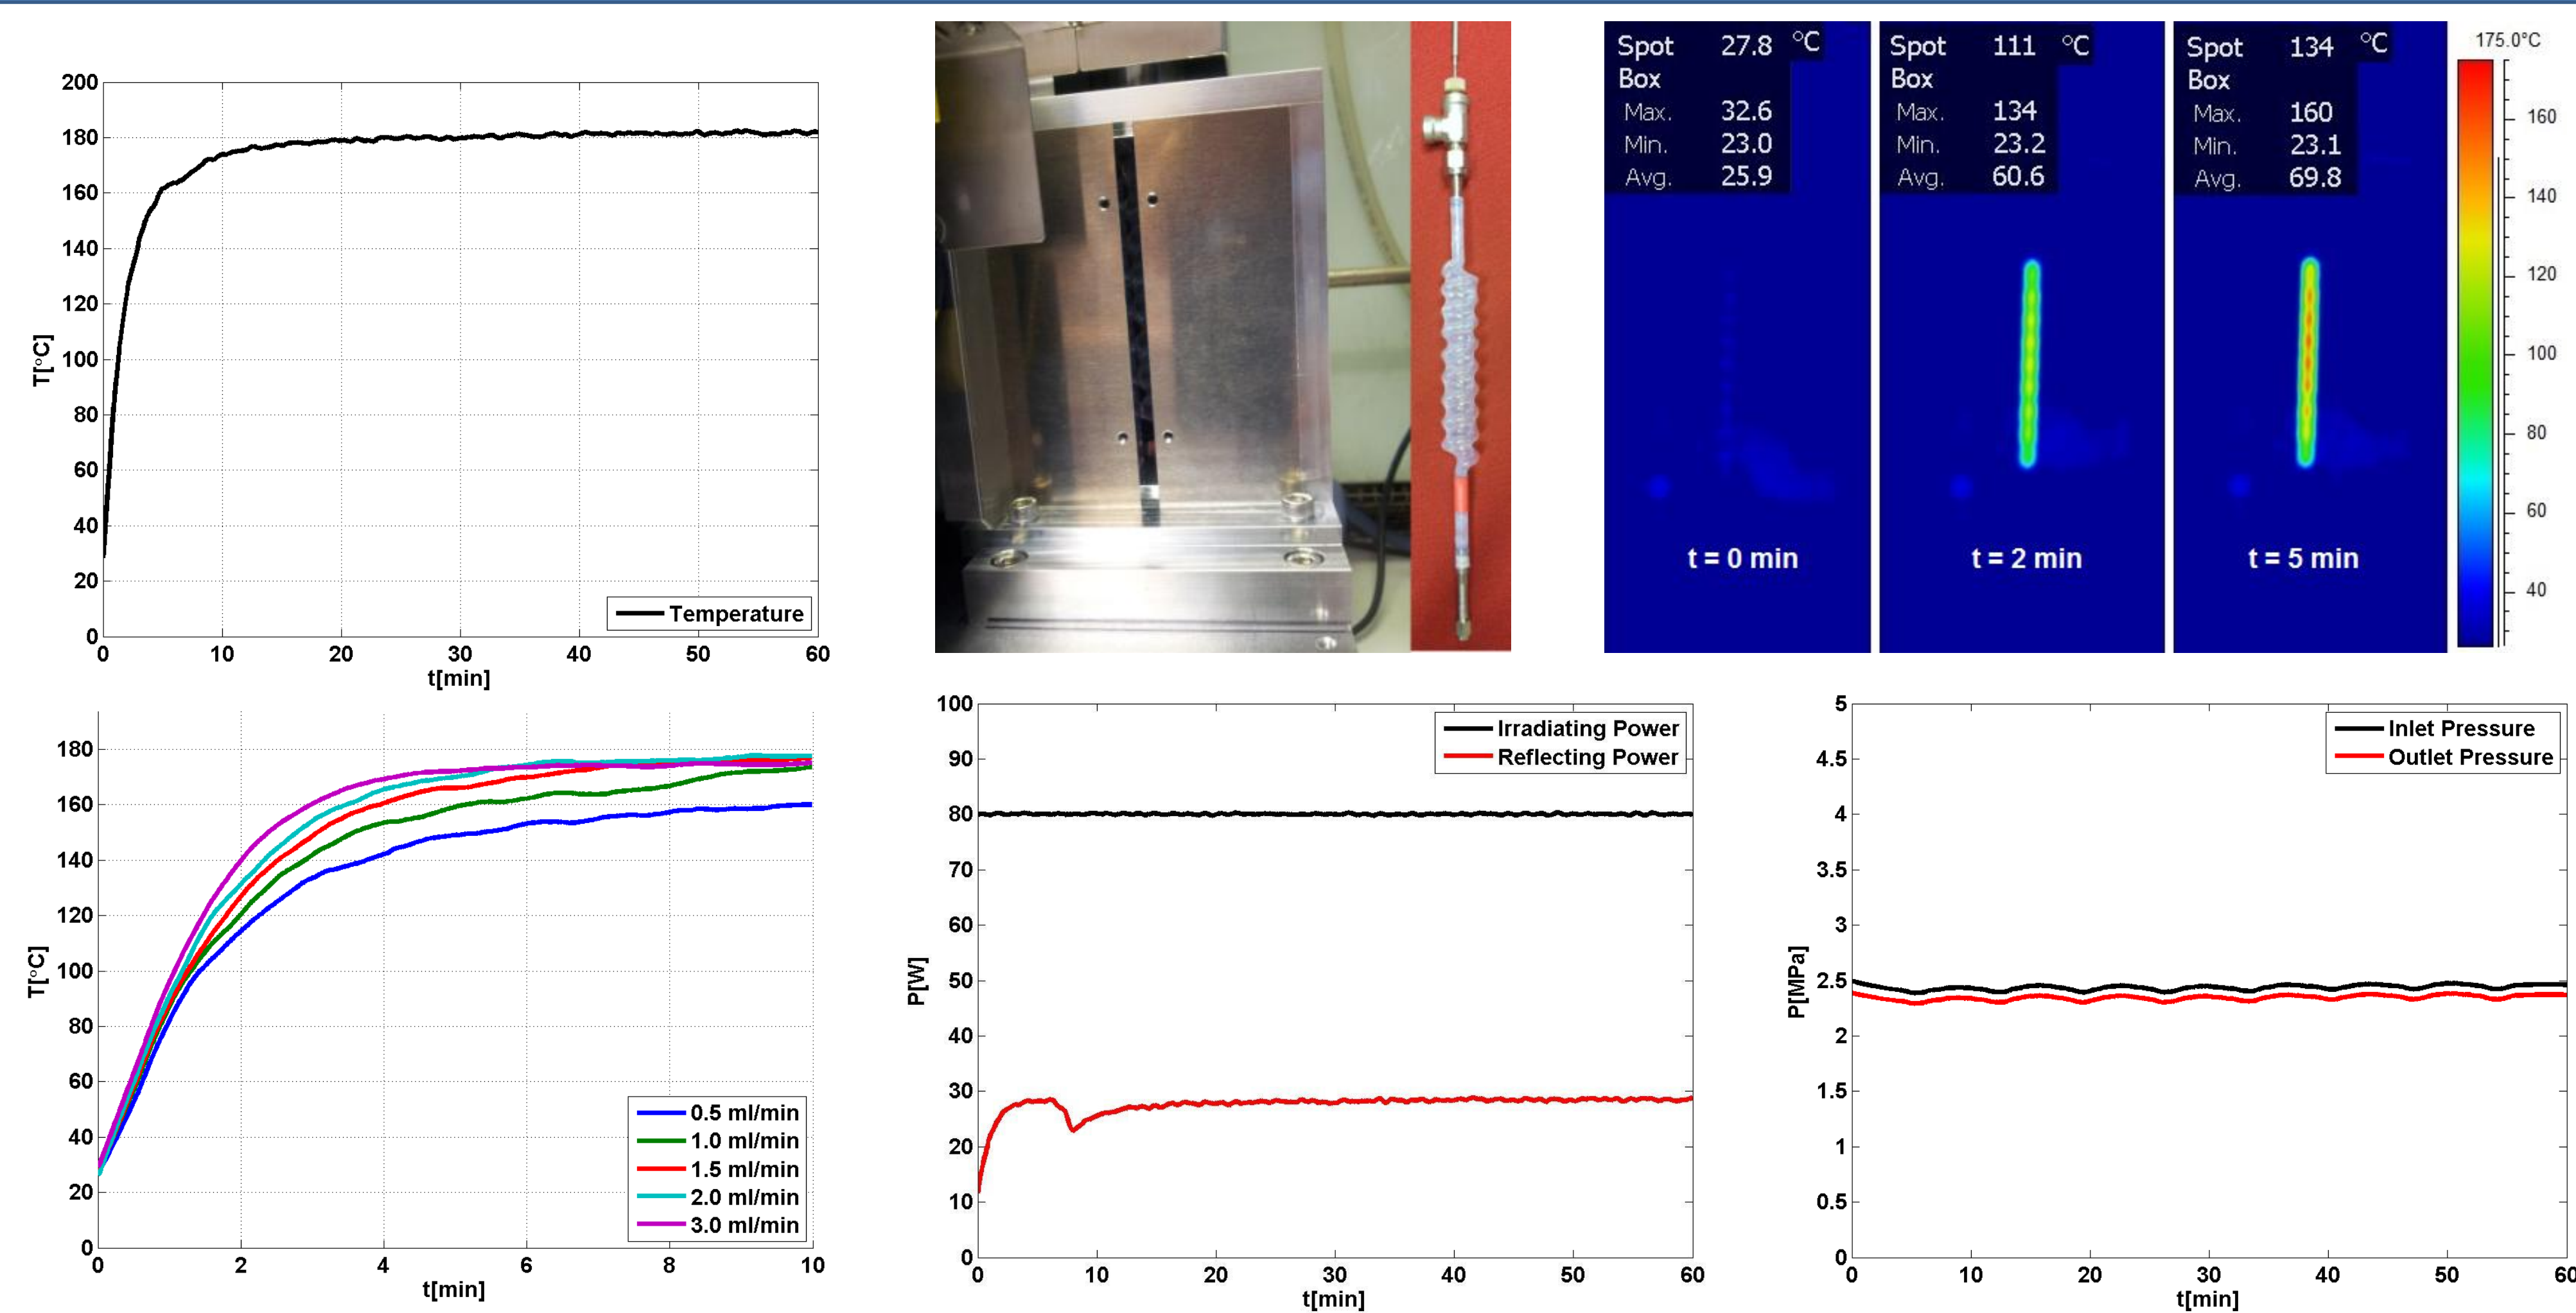 200
180
160
140
120
100
80
60
40
20
0
T[°C]
0 10 20 30 40 50 60
t[min]
Temperature
Spot 27.8 °C
Box
Max. 32.6
Min. 23.0
Avg. 25.9
t = 0 min
Spot 111 °C
Box
Max. 134
Min. 23.2
Avg. 60.6
t = 2 min
Spot 134 °C
Box
Max. 160
Min. 23.1
Avg. 69.8
t = 5 min
175.0°C
160
140
120
100
80
60
40
180
160
140
120
100
80
60
40
20
0
T[°C]
0 2 4 6 8 10
t[min]
0.5 ml/min
1.0 ml/min
1.5 ml/min
2.0 ml/min
3.0 ml/min
100
90
80
70
60
50
40
30
20
10
0
P[W]
0 10 20 30 40 50 60
t[min]
Irradiating Power
Reflecting Power
5
4.5
4
3.5
3
2.5
2
1.5
1
0.5
0
P[MPa]
0 10 20 30 40 50 60
t[min]
Inlet Pressure
Outlet Pressure